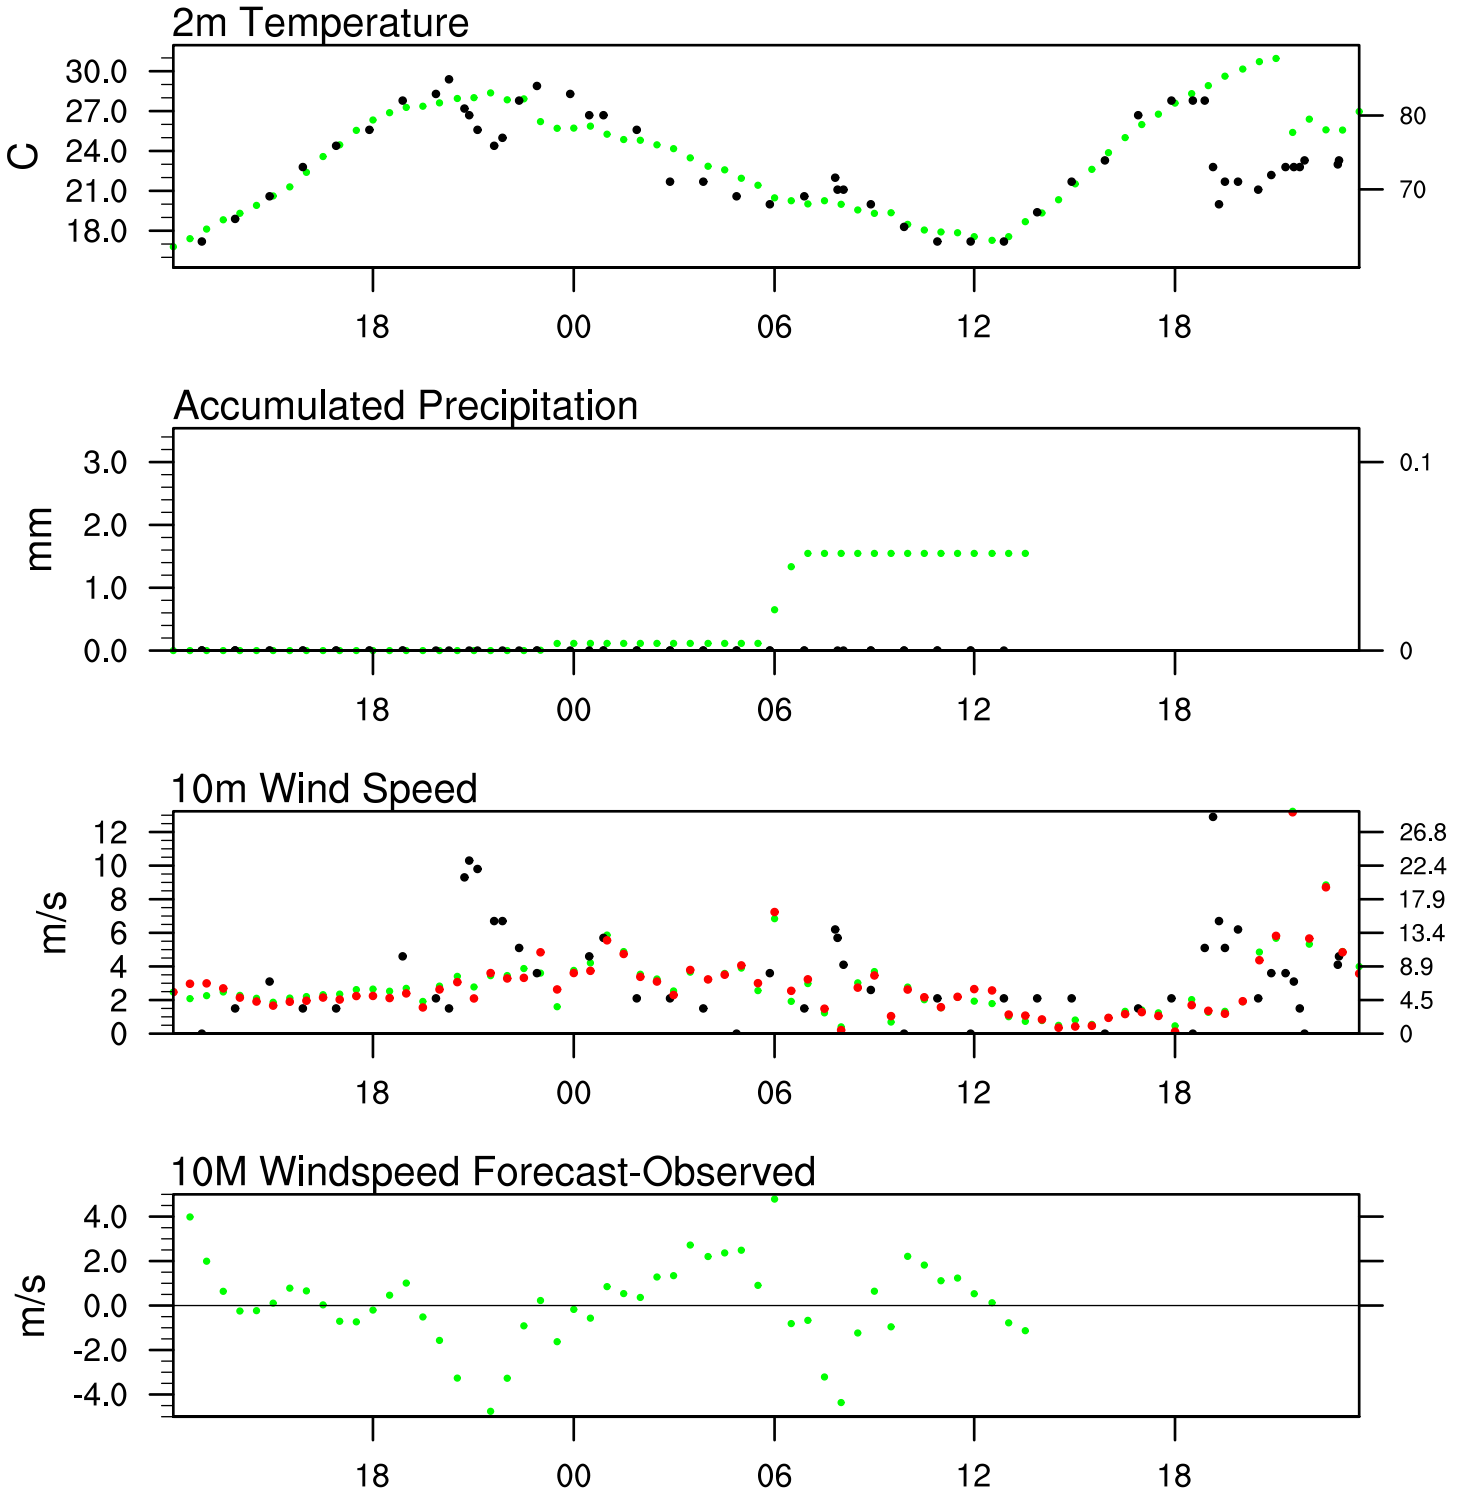 2m Temperature
30.0
27.0
24.0
21.0
18.0
C
80
70
18 00 06 12 18
Accumulated Precipitation
3.0
2.0
1.0
0.0
mm
0.1
0
18 00 06 12 18
10m Wind Speed
12
10
8
6
4
2
0
m/s
26.8
22.4
17.9
13.4
8.9
4.5
0
18 00 06 12 18
10M Windspeed Forecast-Observed
4.0
2.0
0.0
-2.0
-4.0
m/s
18 00 06 12 18